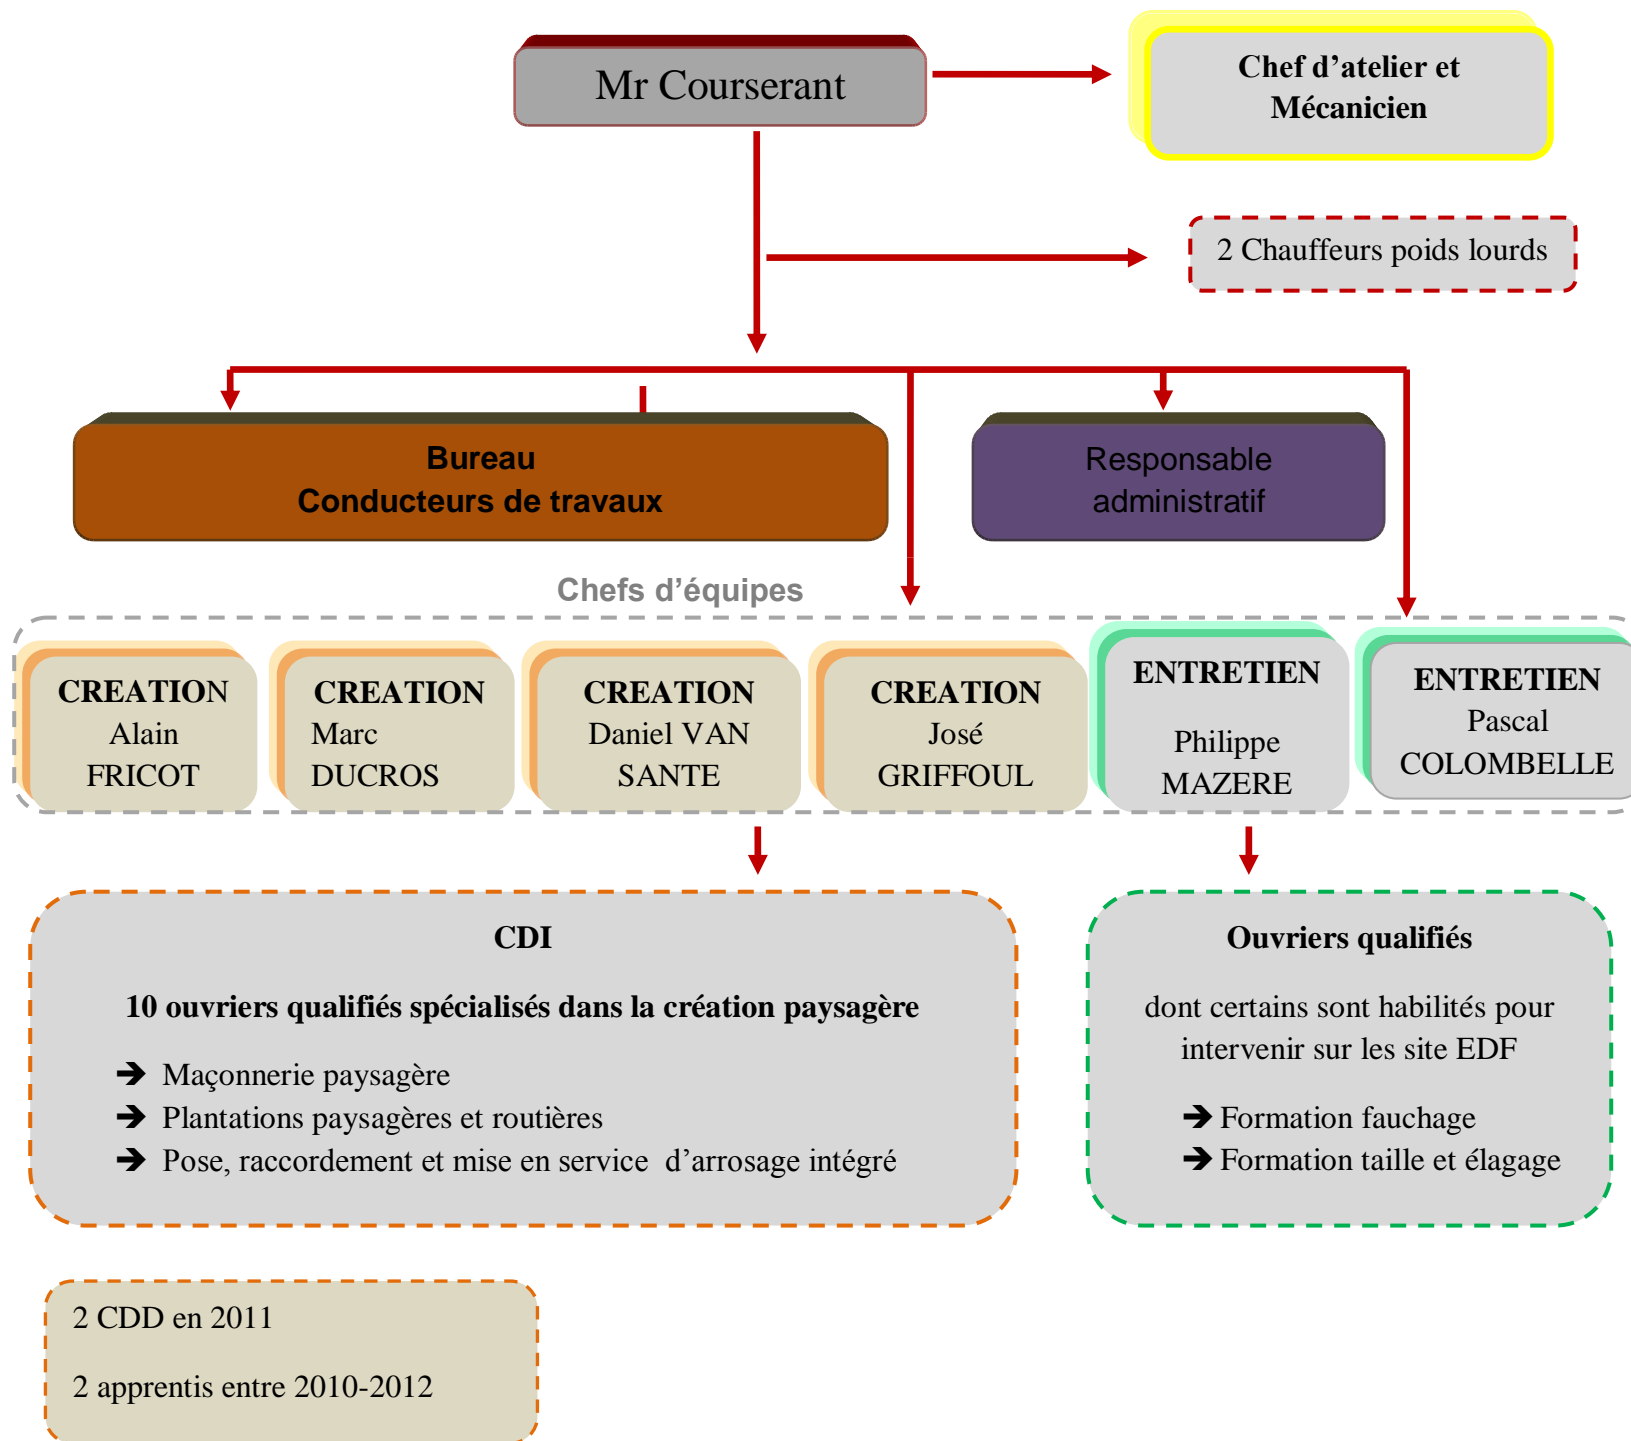 Mr Courserant
Chef d’atelier et
Mécanicien
2 Chauffeurs poids lourds
Bureau
Conducteurs de travaux
Responsable
administratif
Chefs d’équipes
CREATION
Alain
FRICOT
CREATION
Marc
DUCROS
CREATION
Daniel VAN
SANTE
CREATION
José
GRIFFOUL
ENTRETIEN
Philippe
MAZERE
ENTRETIEN
Pascal
COLOMBELLE
CDI
10 ouvriers qualifiés spécialisés dans la création paysagère
➔ Maçonnerie paysagère
➔ Plantations paysagères et routières
➔ Pose, raccordement et mise en service d’arrosage intégré
Ouvriers qualifiés
dont certains sont habilités pour
intervenir sur les site EDF
➔ Formation fauchage
➔ Formation taille et élagage
2 CDD en 2011
2 apprentis entre 2010-2012